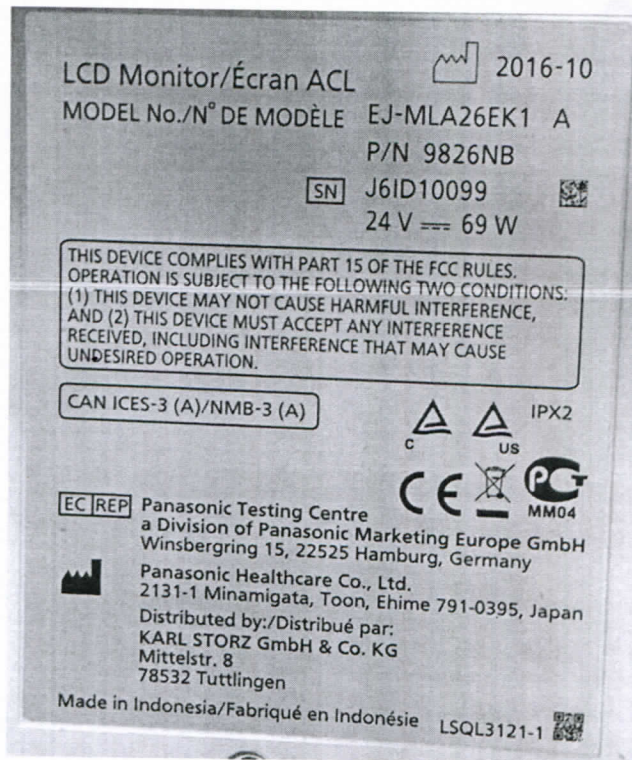 2016-10
LCD Monitor/Écran ACL
MODEL No./N° DE MODÈLE EJ-MLA26EK1 A
P/N 9826NB
SN J6ID10099
24 V ⎓ 69 W
THIS DEVICE COMPLIES WITH PART 15 OF THE FCC RULES.
OPERATION IS SUBJECT TO THE FOLLOWING TWO CONDITIONS:
(1) THIS DEVICE MAY NOT CAUSE HARMFUL INTERFERENCE,
AND (2) THIS DEVICE MUST ACCEPT ANY INTERFERENCE
RECEIVED, INCLUDING INTERFERENCE THAT MAY CAUSE
UNDESIRED OPERATION.
CAN ICES-3 (A)/NMB-3 (A)
IPX2
C US
CE PCT
MM04
EC REP Panasonic Testing Centre
a Division of Panasonic Marketing Europe GmbH
Winsbergring 15, 22525 Hamburg, Germany
Panasonic Healthcare Co., Ltd.
2131-1 Minamigata, Toon, Ehime 791-0395, Japan
Distributed by:/Distribué par:
KARL STORZ GmbH & Co. KG
Mittelstr. 8
78532 Tuttlingen
Made in Indonesia/Fabriqué en Indonésie LSQL3121-1